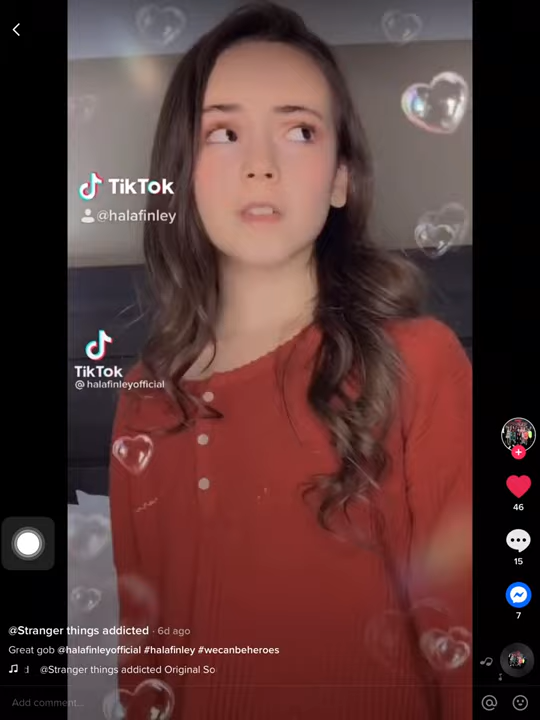 TikTok
@halafinley
TikTok
@halafinleyofficial
46
15
7
@Stranger things addicted · 6d ago
Great gob @halafinleyofficial #halafinley #wecanbeheroes
@Stranger things addicted Original So
Add comment...